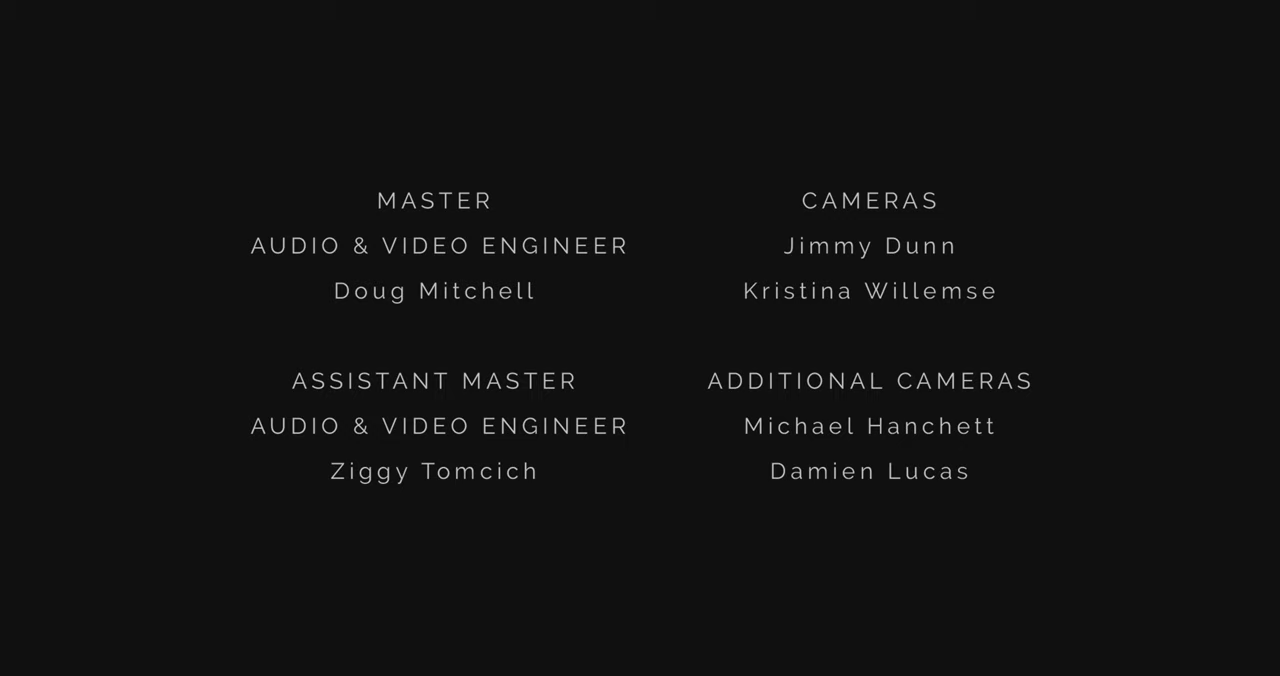 MASTER
AUDIO & VIDEO ENGINEER
Doug Mitchell
ASSISTANT MASTER
AUDIO & VIDEO ENGINEER
Ziggy Tomcich
CAMERAS
Jimmy Dunn
Kristina Willemse
ADDITIONAL CAMERAS
Michael Hanchett
Damien Lucas